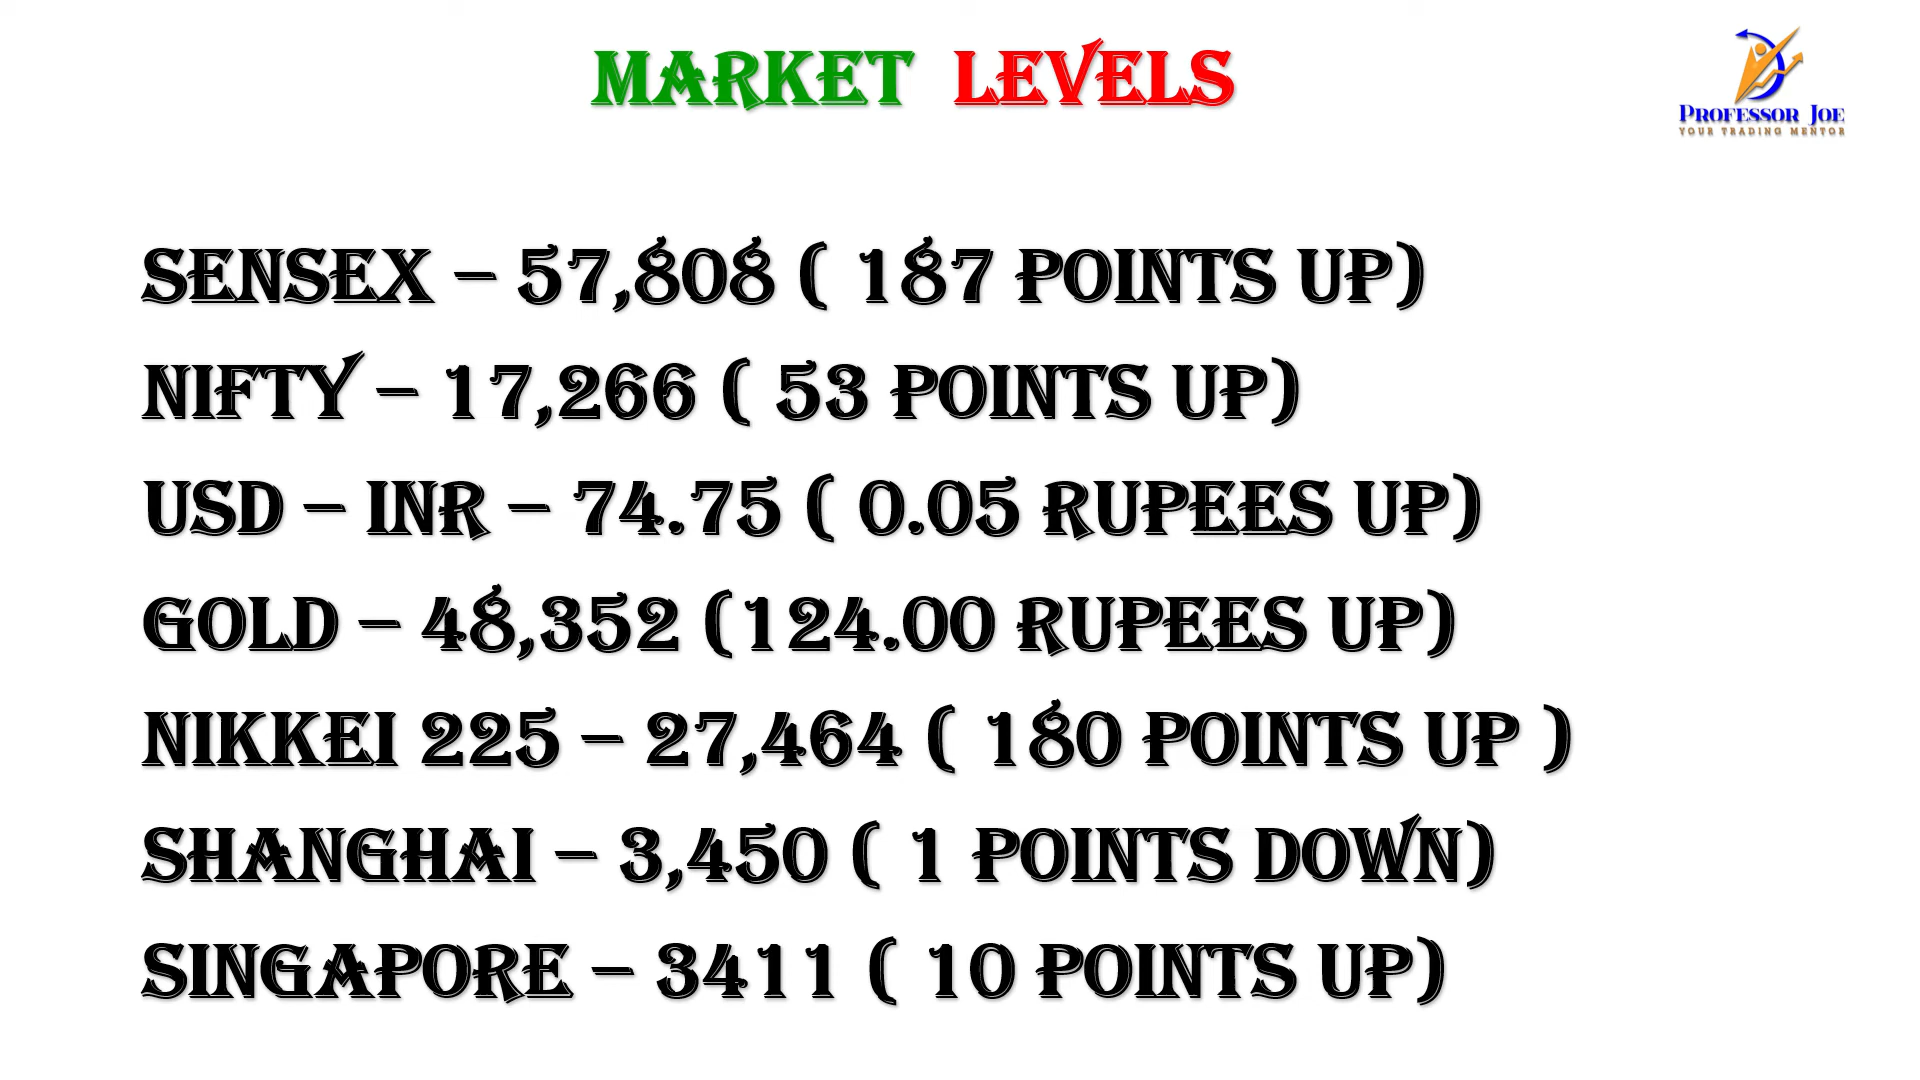 MARKET LEVELS
PROFESSOR JOE
YOUR TRADING MENTOR
SENSEX – 57,808 ( 187 POINTS UP)
NIFTY – 17,266 ( 53 POINTS UP)
USD – INR – 74.75 ( 0.05 RUPEES UP)
GOLD – 48,352 (124.00 RUPEES UP)
NIKKEI 225 – 27,464 ( 180 POINTS UP )
SHANGHAI – 3,450 ( 1 POINTS DOWN)
SINGAPORE – 3411 ( 10 POINTS UP)